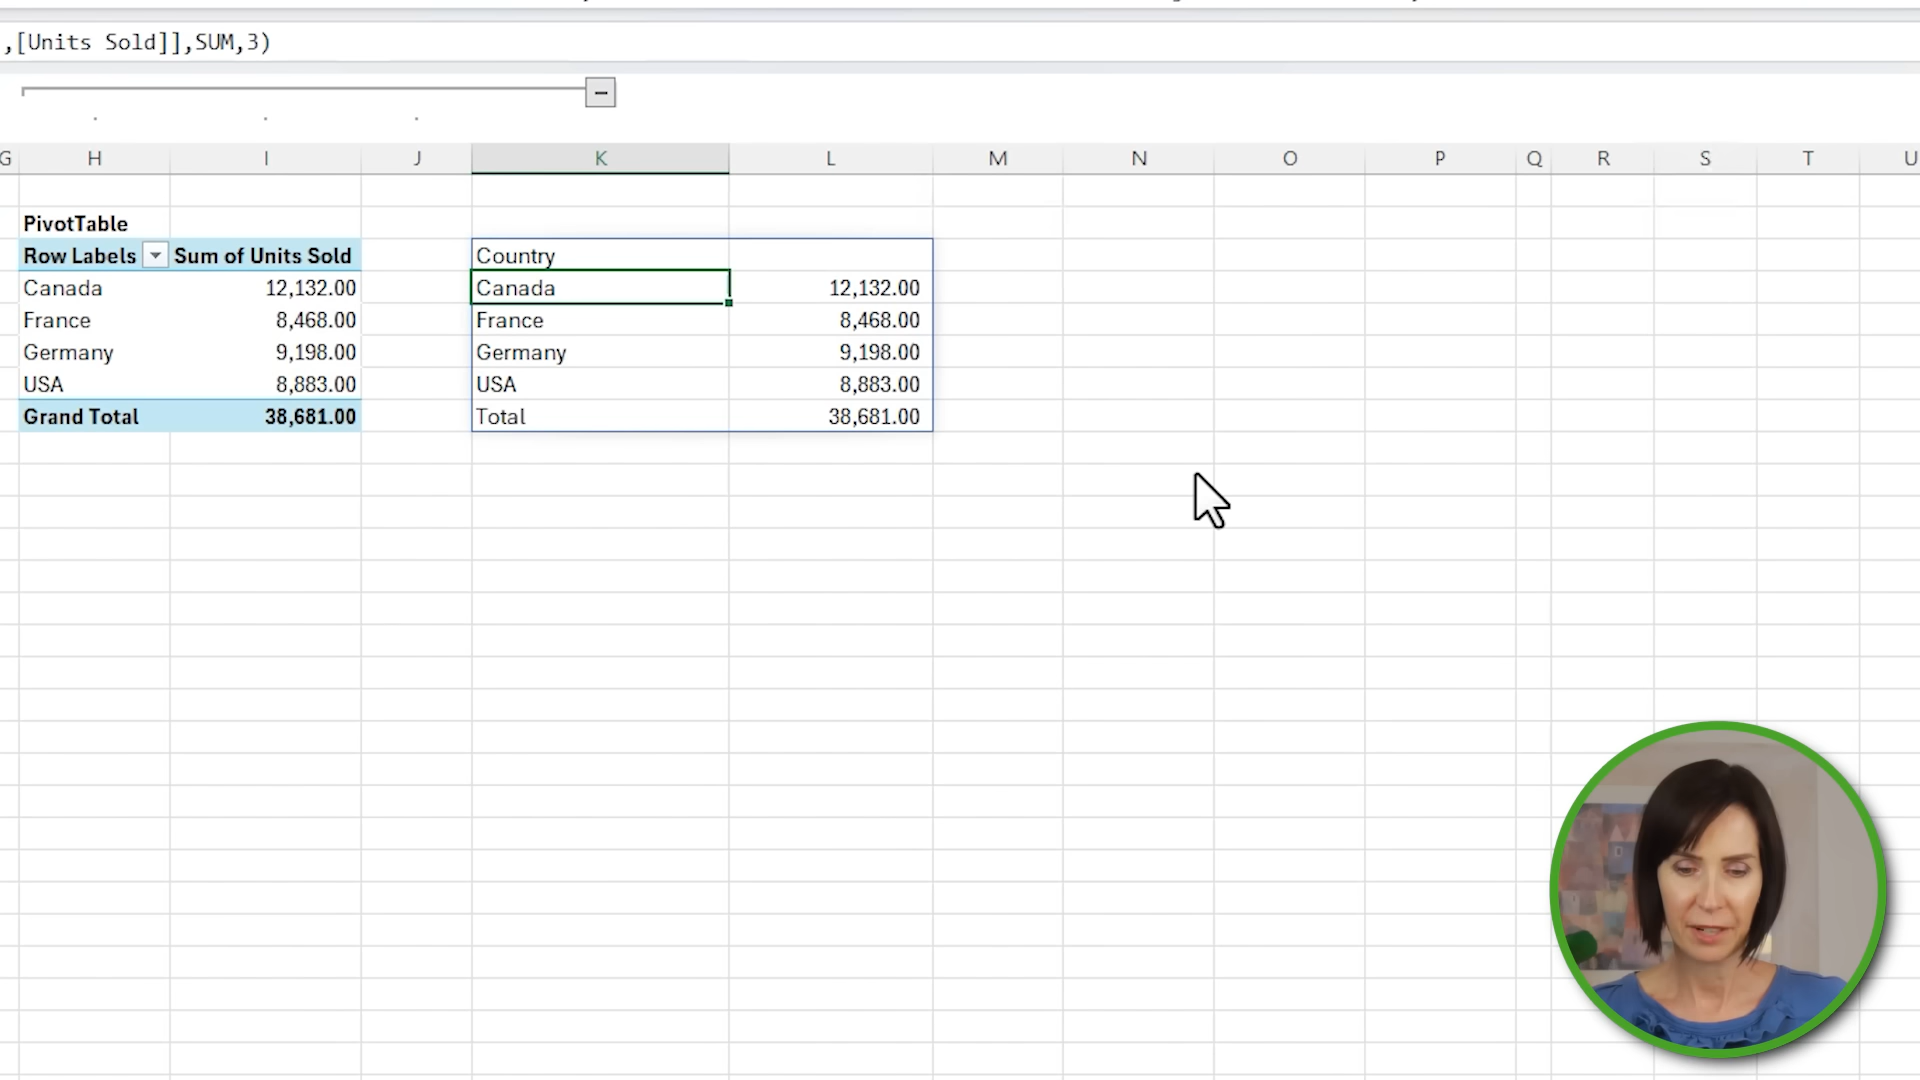 ,[Units Sold]],SUM,3)
G H I J K L M N O P Q R S T U
PivotTable
Row Labels Sum of Units Sold Country
Canada 12,132.00 Canada 12,132.00
France 8,468.00 France 8,468.00
Germany 9,198.00 Germany 9,198.00
USA 8,883.00 USA 8,883.00
Grand Total 38,681.00 Total 38,681.00